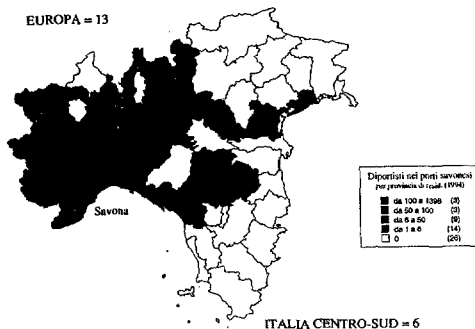 EUROPA = 13
Savona
Diportisti nei porti savonesi
per provincia di resid. (1994)
da 100 a 1398 (3)
da 50 a 100 (3)
da 6 a 50 (9)
da 1 a 6 (14)
0 (26)
ITALIA CENTRO-SUD = 6